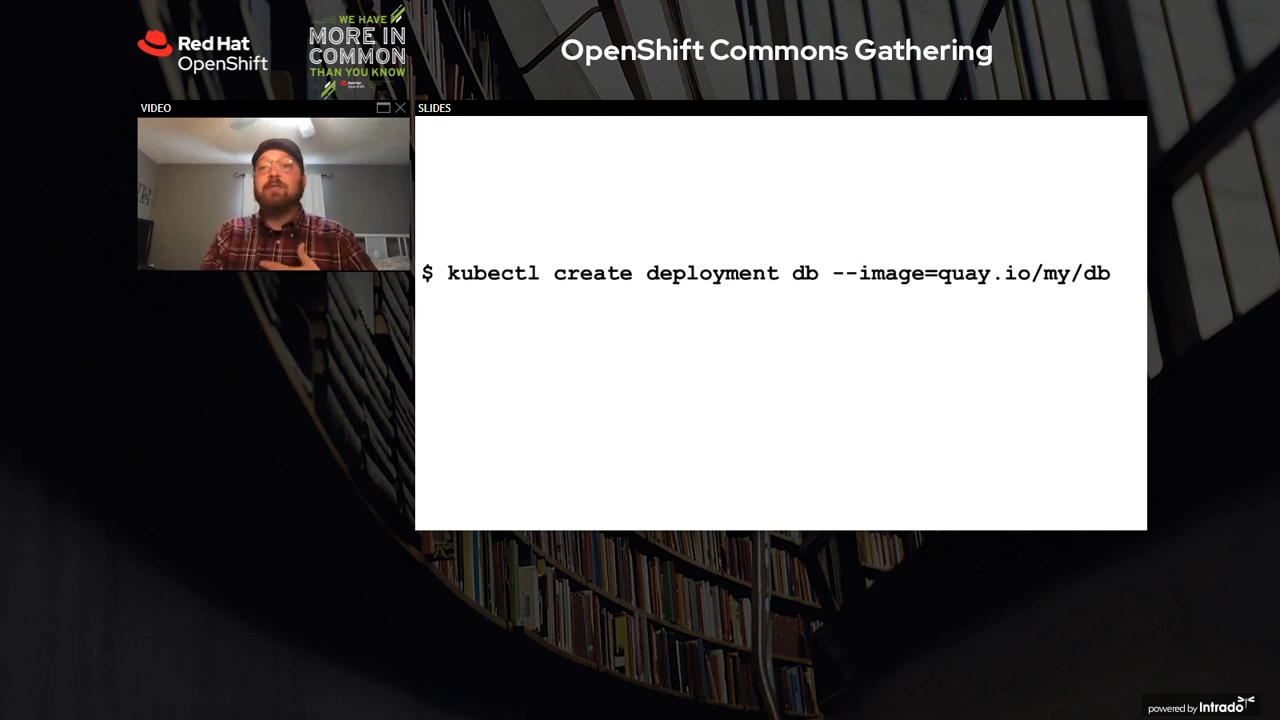 Red Hat
OpenShift
WE HAVE
MORE IN
COMMON
THAN YOU KNOW
OpenShift Commons Gathering
VIDEO
SLIDES
$ kubectl create deployment db --image=quay.io/my/db
powered by Intrado